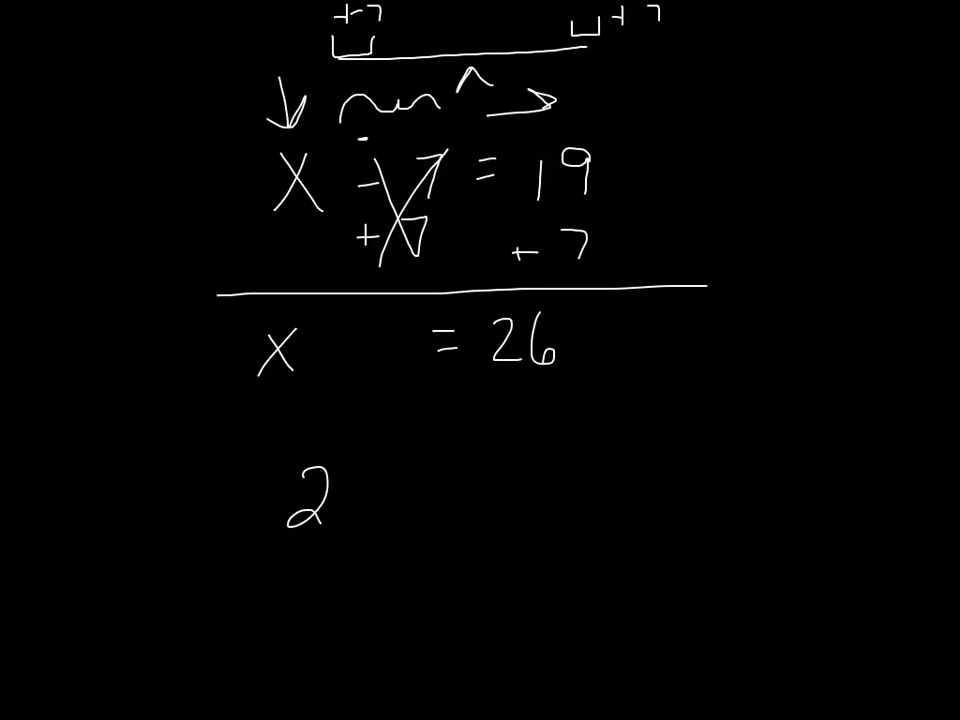 +7 +7
x - 7 = 19
+ 7 + 7
x = 26
2